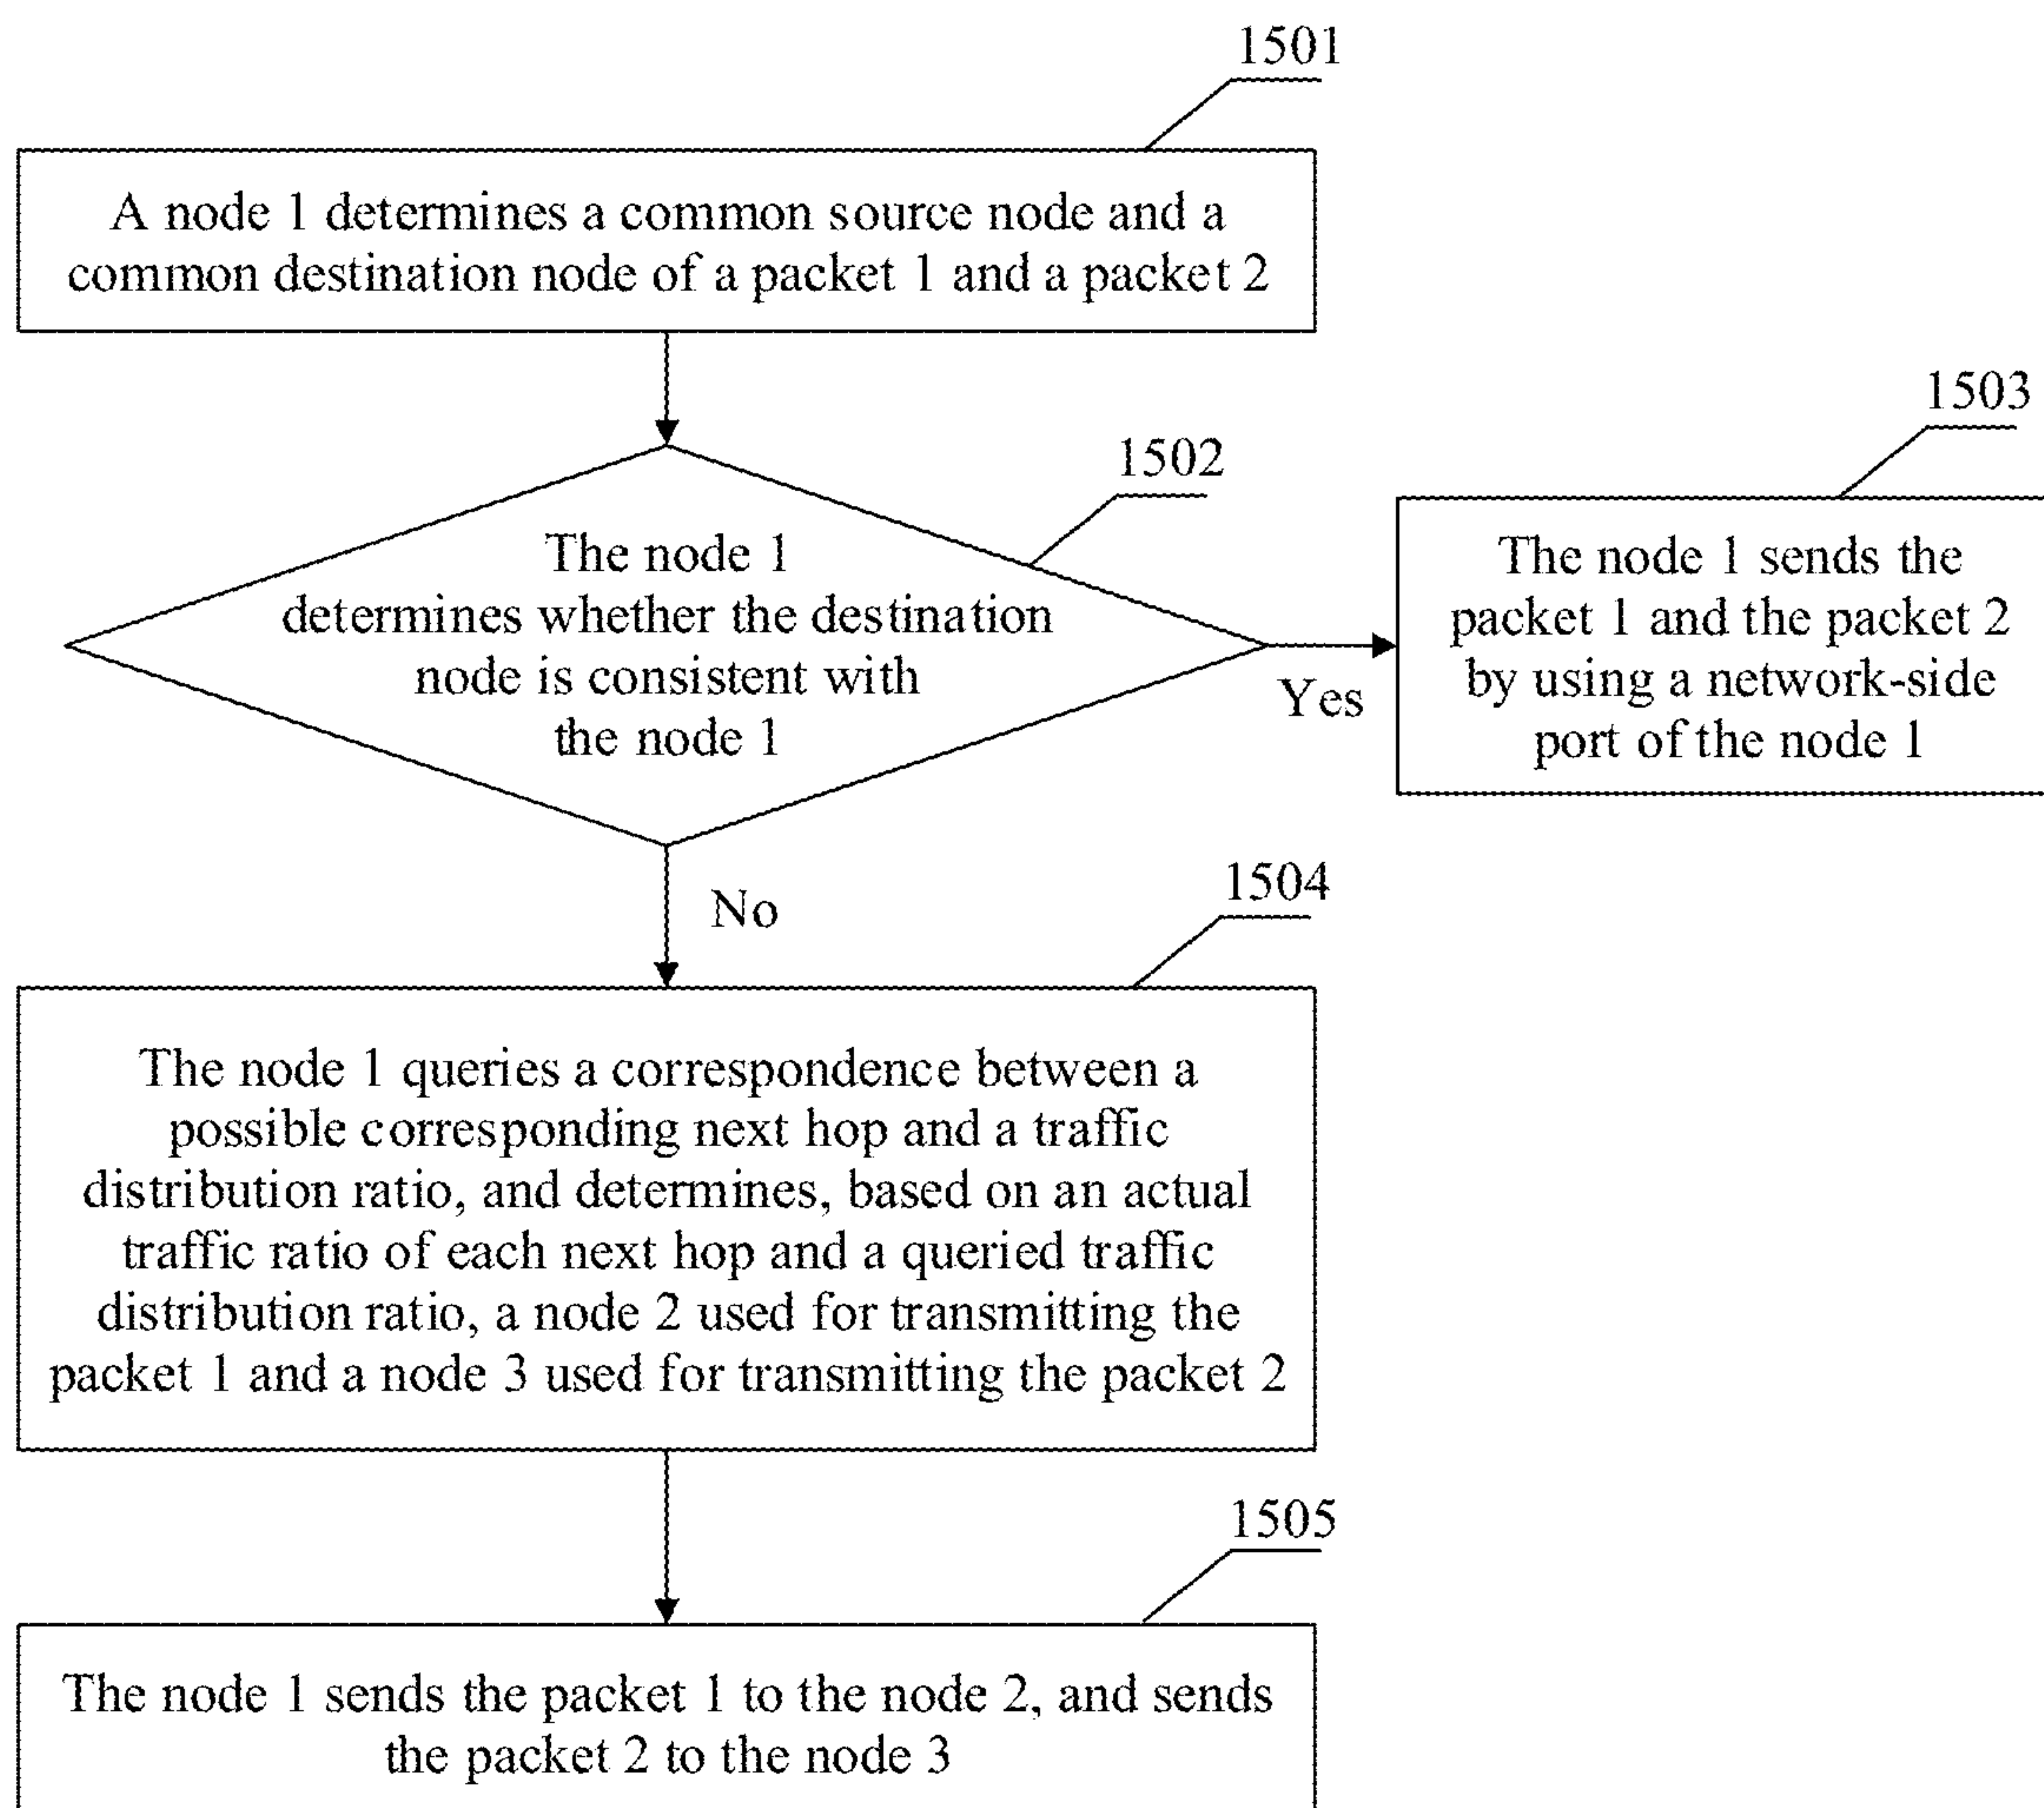 1501
A node 1 determines a common source node and a
common destination node of a packet 1 and a packet 2
1502
The node 1
determines whether the destination
node is consistent with
the node 1
Yes
1503
The node 1 sends the
packet 1 and the packet 2
by using a network-side
port of the node 1
No
1504
The node 1 queries a correspondence between a
possible corresponding next hop and a traffic
distribution ratio, and determines, based on an actual
traffic ratio of each next hop and a queried traffic
distribution ratio, a node 2 used for transmitting the
packet 1 and a node 3 used for transmitting the packet 2
1505
The node 1 sends the packet 1 to the node 2, and sends
the packet 2 to the node 3